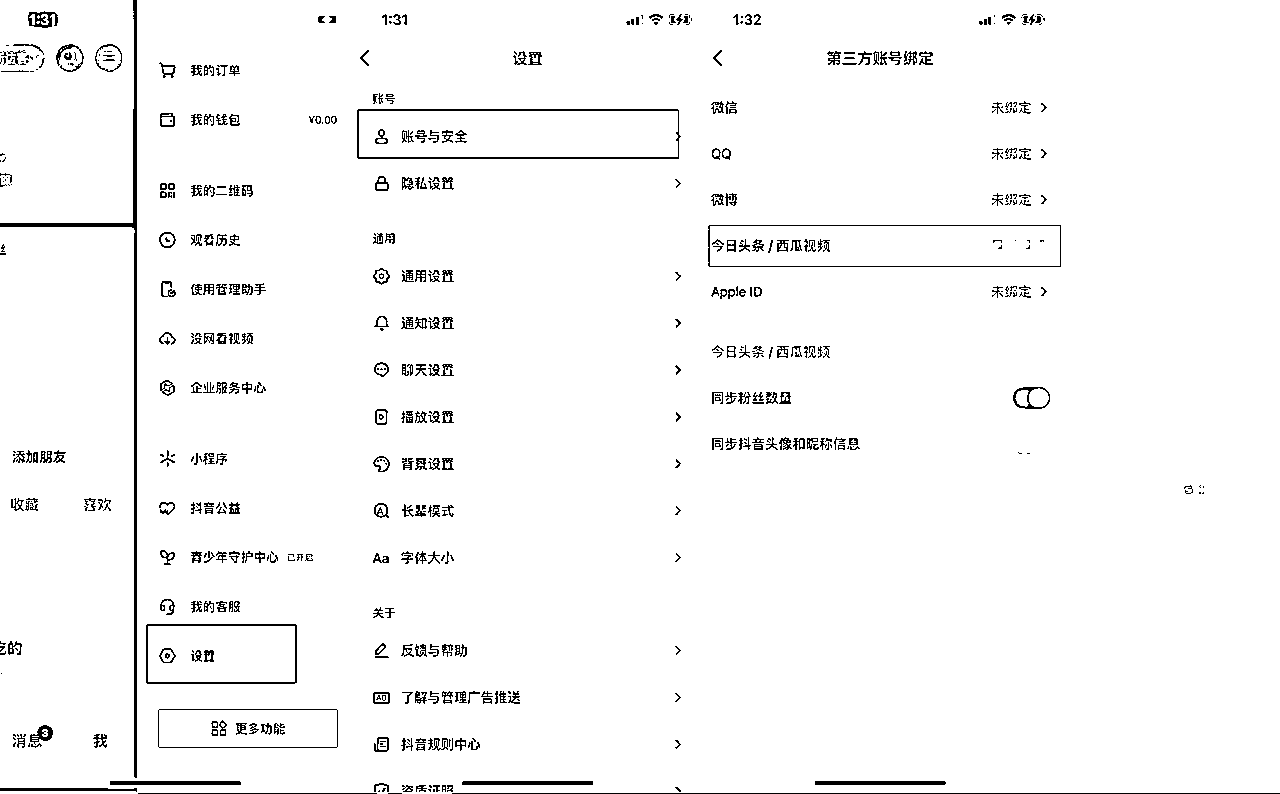 1:31
添加朋友
收藏
喜欢
消息
3
我
我的订单
我的钱包
¥0.00
我的二维码
观看历史
使用管理助手
没网看视频
企业服务中心
小程序
抖音公益
青少年守护中心 已开启
我的客服
设置
更多功能
1:31
设置
账号
账号与安全
隐私设置
通用
通用设置
通知设置
聊天设置
播放设置
背景设置
长辈模式
Aa 字体大小
关于
反馈与帮助
AD 了解与管理广告推送
抖音规则中心
资质证照
1:32
第三方账号绑定
微信 未绑定
QQ 未绑定
微博 未绑定
今日头条 / 西瓜视频
Apple ID 未绑定
今日头条 / 西瓜视频
同步粉丝数量
同步抖音头像和昵称信息